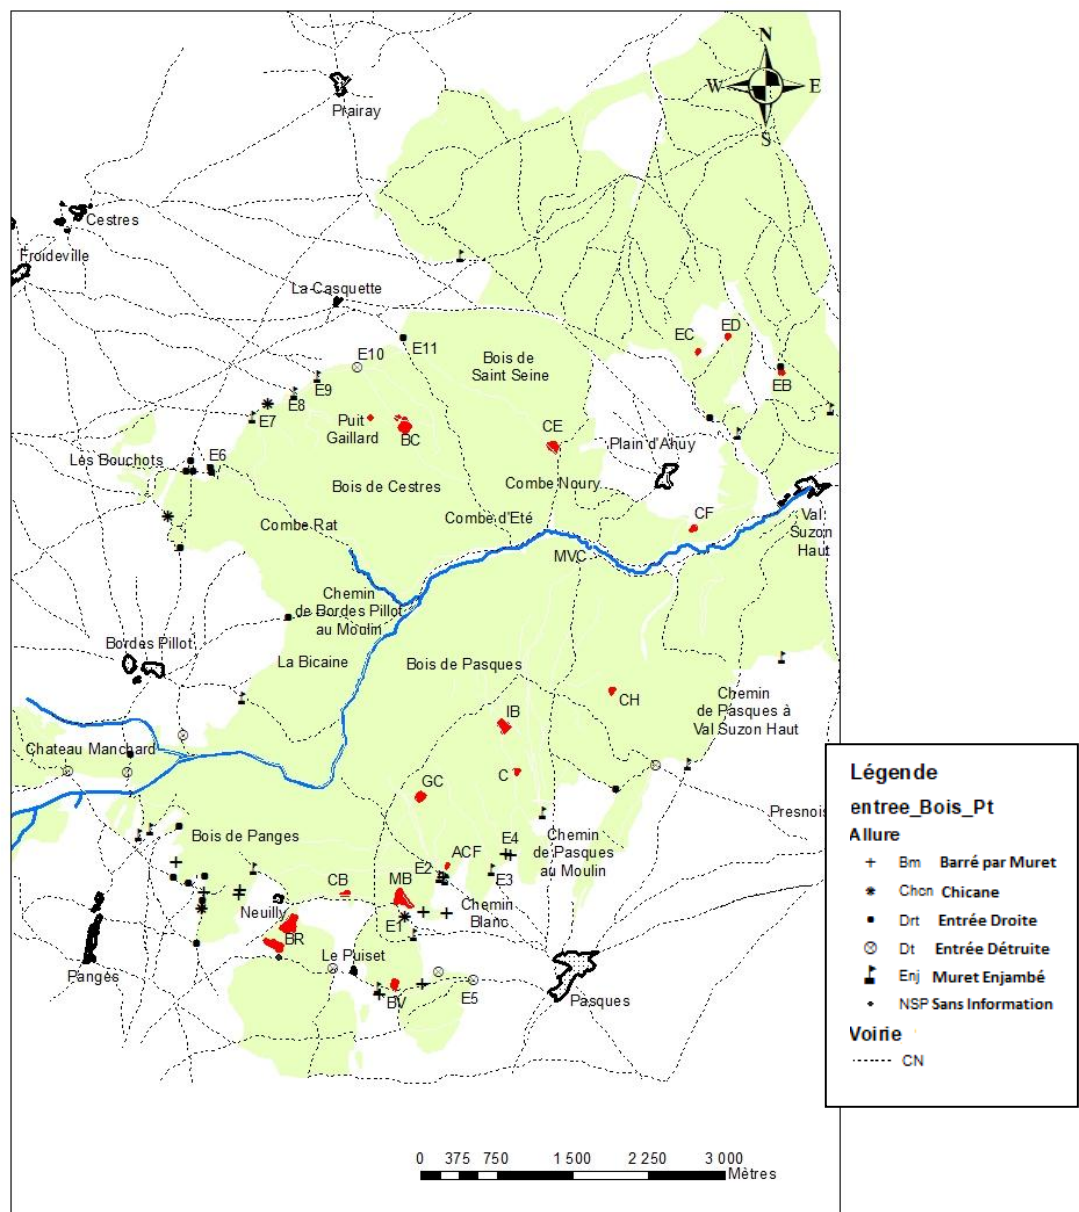 N
W E
S
Prairay
Cestres
Froideville
La Casquette
EC ED
E10 E11
Bois de
Saint Seine
EB
E9
E8
E7
Puit
Gaillard
BC
CE
Plain d'Ahuy
Les Bouchots
E6
Bois de Cestres
Combe Noury
Combe Rat
Combe d'Eté
CF
Val
Suzon
Haut
MVC
Chemin
de Bordes Pillot
au Moulin
Bordes Pillot
La Bicaine
Bois de Pasques
CH
Chemin
de Pasques à
Val Suzon Haut
IB
Chateau Manchard
C
GC
Presnois
Bois de Panges
E4
Chemin
de Pasques
au Moulin
ACF
E2
E3
CB
MB
Chemin
Blanc
Neuilly
E1
BR
Le Puiset
Panges
BV
E5
Pasques
0 375 750 1 500 2 250 3 000
Mètres
Légende
entree_Bois_Pt
Allure
Bm Barré par Muret
Chcn Chicane
Drt Entrée Droite
Dt Entrée Détruite
Enj Muret Enjambé
NSP Sans Information
Voirie
CN